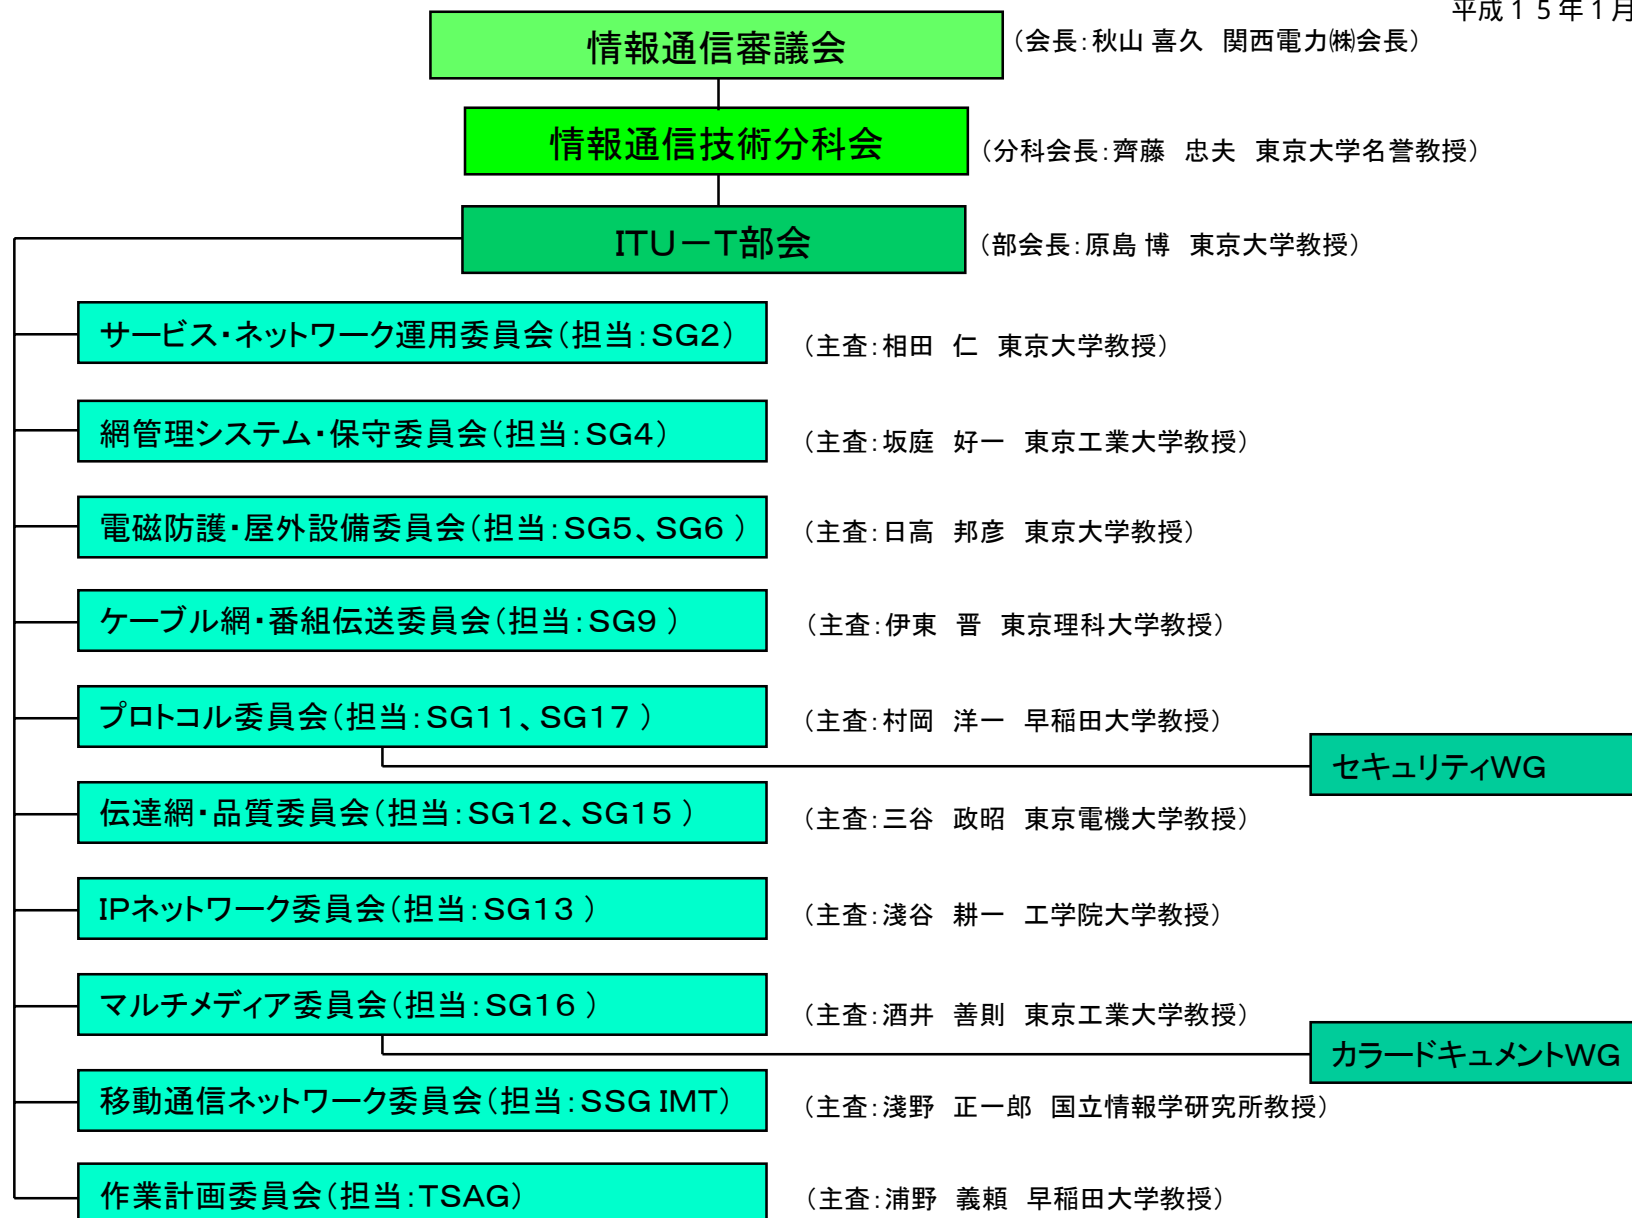 平成１５年１月
情報通信審議会
（会長：秋山 喜久　関西電力㈱会長）
情報通信技術分科会
（分科会長：齊藤　忠夫　東京大学名誉教授）
ITU－T部会
（部会長：原島 博　東京大学教授）
サービス・ネットワーク運用委員会（担当：SG2）
（主査：相田　仁　東京大学教授）
網管理システム・保守委員会（担当：SG4）
（主査：坂庭　好一　東京工業大学教授）
電磁防護・屋外設備委員会（担当：SG5、SG6 ）
（主査：日高　邦彦　東京大学教授）
ケーブル網・番組伝送委員会（担当：SG9 ）
（主査：伊東　晋　東京理科大学教授）
プロトコル委員会（担当：SG11、SG17 ）
（主査：村岡　洋一　早稲田大学教授）
セキュリティWG
伝達網・品質委員会（担当：SG12、SG15 ）
（主査：三谷　政昭　東京電機大学教授）
IPネットワーク委員会（担当：SG13 ）
（主査：淺谷　耕一　工学院大学教授）
マルチメディア委員会（担当：SG16 ）
（主査：酒井　善則　東京工業大学教授）
カラードキュメントWG
移動通信ネットワーク委員会（担当：SSG IMT）
（主査：淺野　正一郎　国立情報学研究所教授）
作業計画委員会（担当：TSAG）
（主査：浦野　義頼　早稲田大学教授）